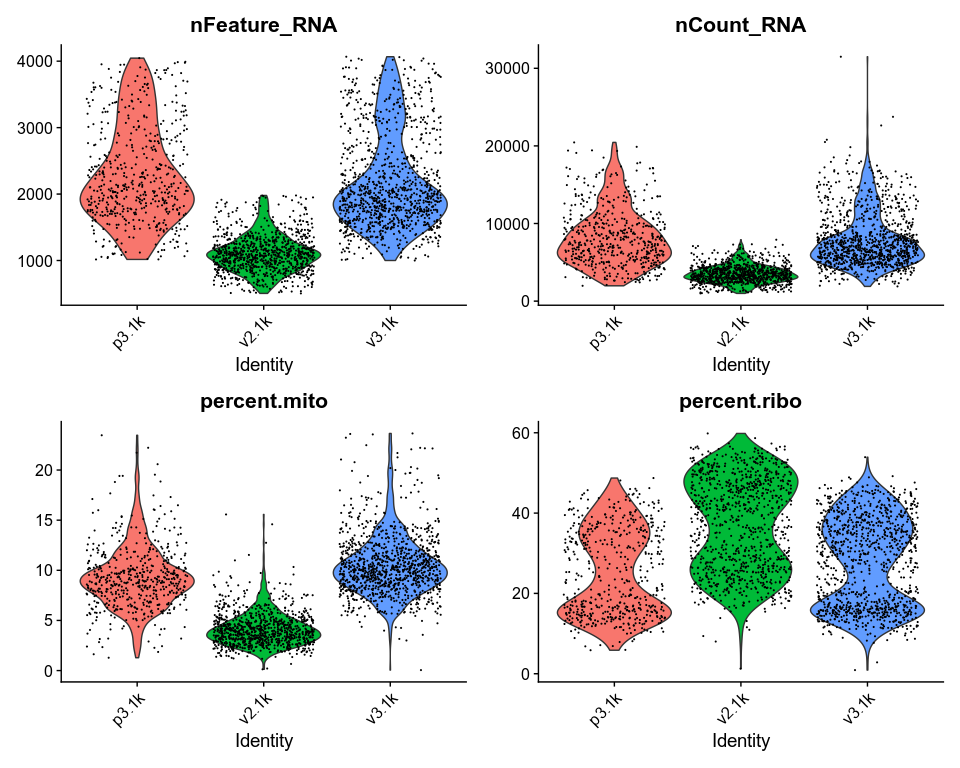 nFeature_RNA
4000
3000
2000
1000
p3.1k
v2.1k
v3.1k
Identity
nCount_RNA
30000
20000
10000
0
p3.1k
v2.1k
v3.1k
Identity
percent.mito
20
15
10
5
0
p3.1k
v2.1k
v3.1k
Identity
percent.ribo
60
40
20
0
p3.1k
v2.1k
v3.1k
Identity